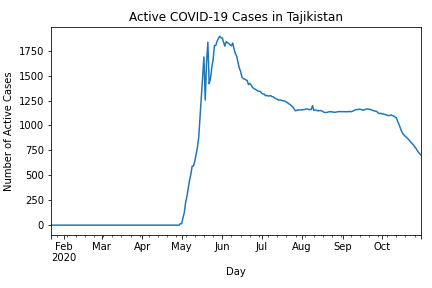 Active COVID-19 Cases in Tajikistan
Number of Active Cases
1750
1500
1250
1000
750
500
250
0
Feb Mar Apr May Jun Jul Aug Sep Oct
2020
Day